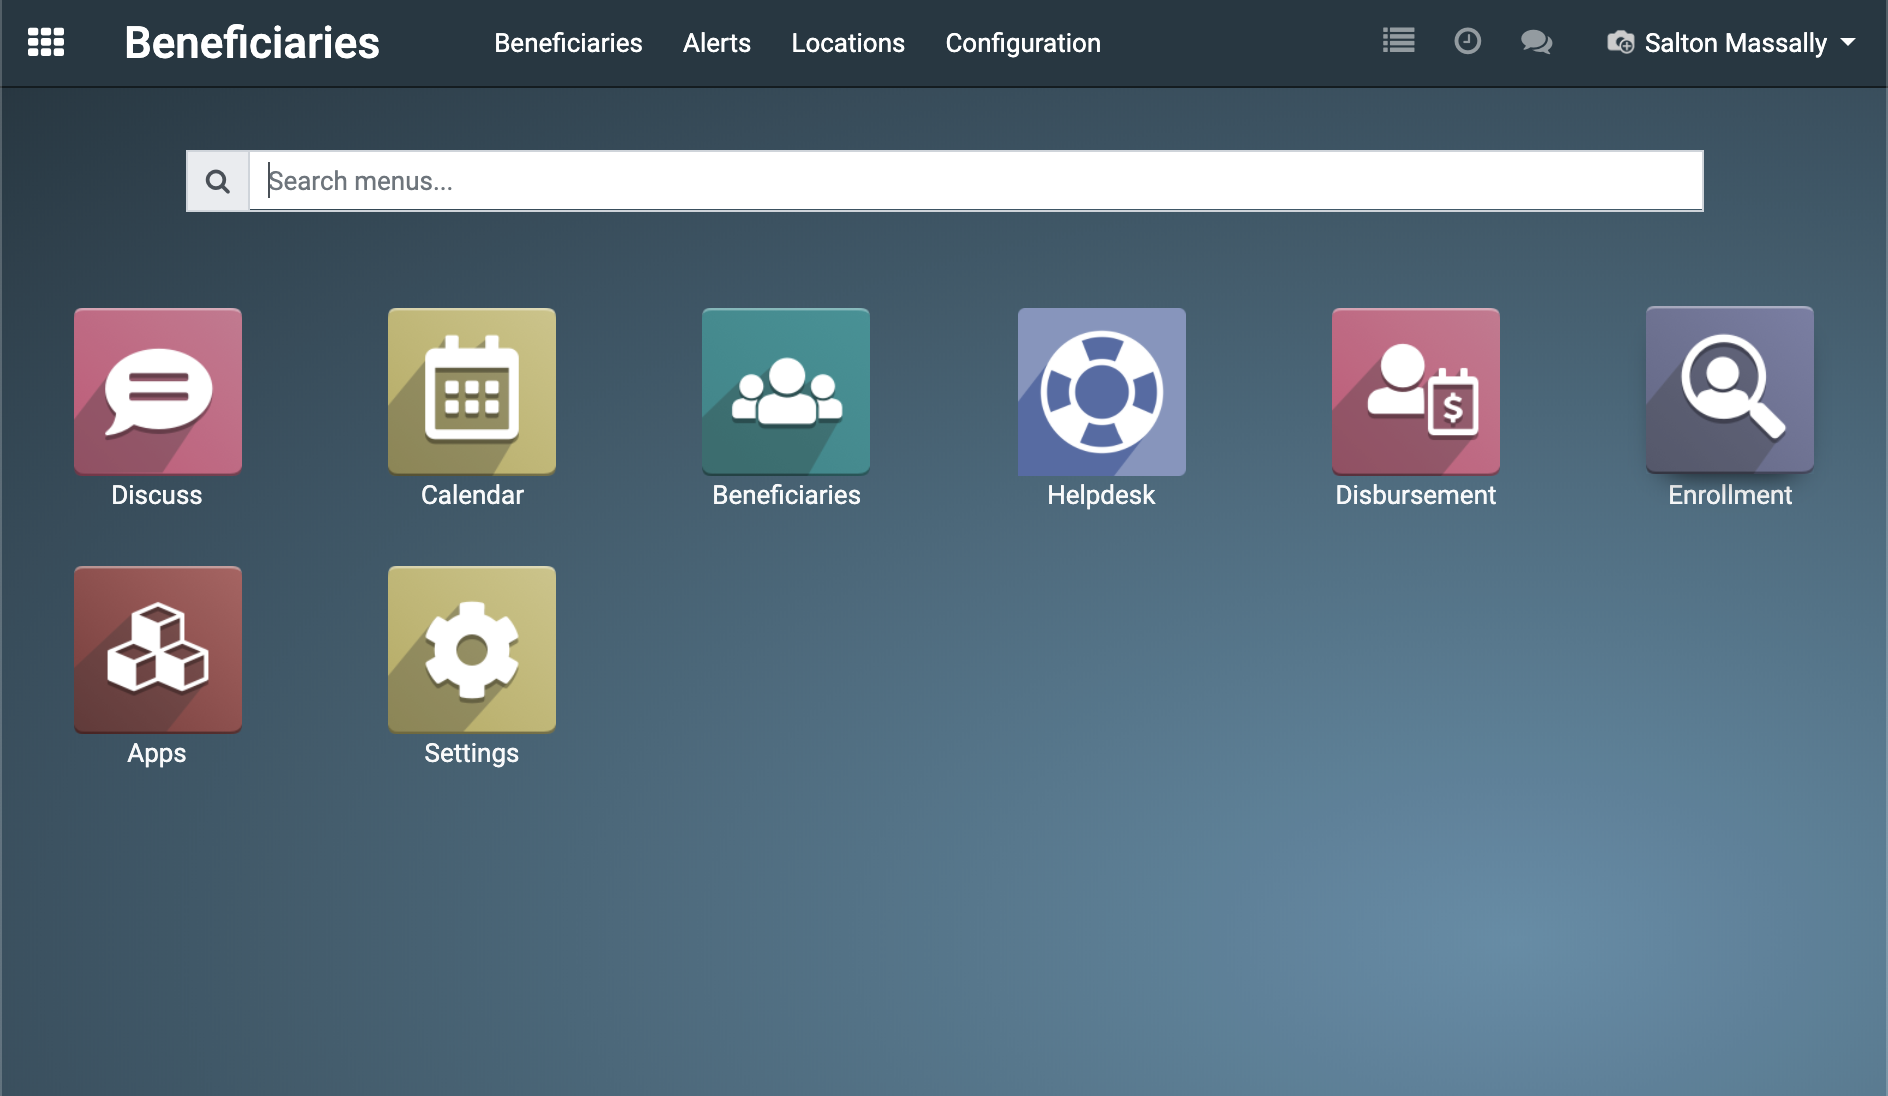 Beneficiaries Beneficiaries Alerts Locations Configuration Salton Massally
Search menus...
Discuss Calendar Beneficiaries Helpdesk Disbursement Enrollment
Apps Settings